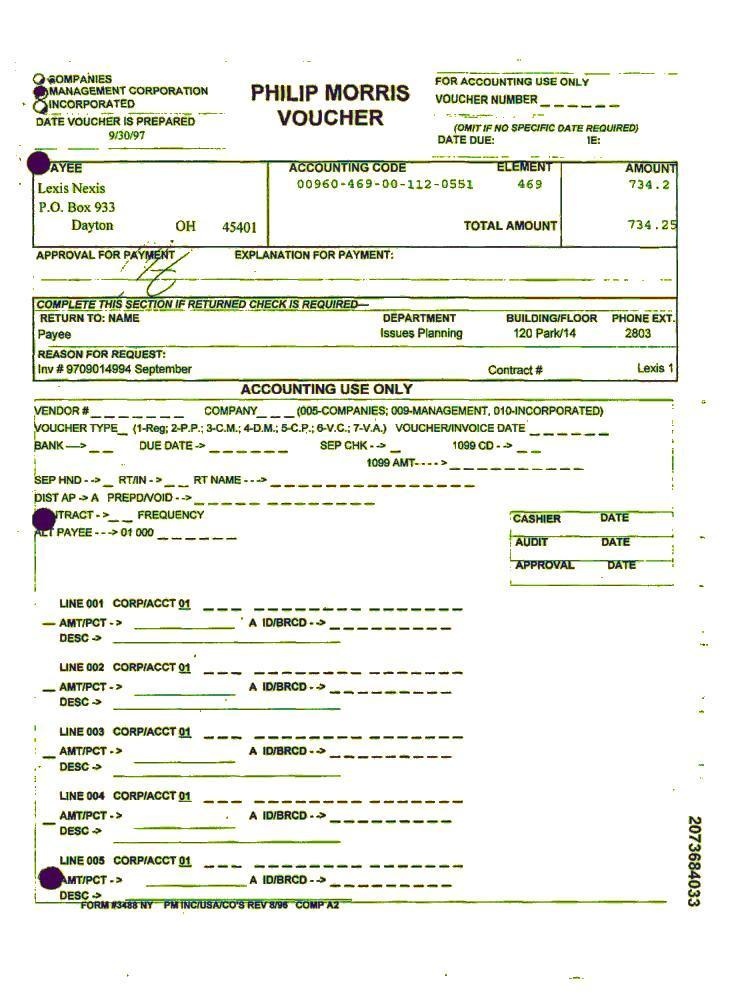 COMPANIES
MANAGEMENT CORPORATION
INCORPORATED
DATE VOUCHER IS PREPARED
9/30/97
PHILIP MORRIS
VOUCHER
FOR ACCOUNTING USE ONLY
VOUCHER NUMBER _ _ _ _ _ _
(OMIT IF NO SPECIFIC DATE REQUIRED)
DATE DUE: IE:
AYEE ACCOUNTING CODE ELEMENT AMOUNT
Lexis Nexis 00960-469-00-112-0551 469 734.2
P.O. Box 933
Dayton OH 45401 TOTAL AMOUNT 734.25
APPROVAL FOR PAYMENT EXPLANATION FOR PAYMENT:
COMPLETE THIS SECTION IF RETURNED CHECK IS REQUIRED—
RETURN TO: NAME DEPARTMENT BUILDING/FLOOR PHONE EXT.
Payee Issues Planning 120 Park/14 2803
REASON FOR REQUEST:
Inv # 9709014994 September Contract # Lexis 1
ACCOUNTING USE ONLY
VENDOR # _ _ _ _ _ _ _ COMPANY _ _ _ (005-COMPANIES; 009-MANAGEMENT, 010-INCORPORATED)
VOUCHER TYPE_ (1-Reg; 2-P.P.; 3-C.M.; 4-D.M.; 5-C.P.; 6-V.C.; 7-V.A.) VOUCHER/INVOICE DATE _ _ _ _ _ _
BANK—> _ _ DUE DATE -> _ _ _ _ _ _ SEP CHK - -> _ 1099 CD - -> _ _
1099 AMT- - - -> _ _ _ _ _ _ _ _ _ _
SEP HND - -> _ RT/IN - -> _ _ RT NAME - - -> _ _ _ _ _ _ _ _ _ _ _ _ _ _ _
DIST AP -> A PREPD/VOID - -> _ _ _ _ _ _ _ _ _ _ _ _ _
NTRACT - > _ _ FREQUENCY
ALT PAYEE - - -> 01 000 _ _ _ _ _ _ _
CASHIER DATE
AUDIT DATE
APPROVAL DATE
LINE 001 CORP/ACCT 01 _ _ _ _ _ _ _ _ _ _ _ _ _ _ _ _
AMT/PCT - > A ID/BRCD - -> _ _ _ _ _ _ _ _ _
DESC ->
LINE 002 CORP/ACCT 01 _ _ _ _ _ _ _ _ _ _ _ _ _ _ _ _
AMT/PCT - > A ID/BRCD - -> _ _ _ _ _ _ _ _ _
DESC ->
LINE 003 CORP/ACCT 01 _ _ _ _ _ _ _ _ _ _ _ _ _ _ _ _
AMT/PCT - > A ID/BRCD - -> _ _ _ _ _ _ _ _ _
DESC ->
LINE 004 CORP/ACCT 01 _ _ _ _ _ _ _ _ _ _ _ _ _ _ _ _
AMT/PCT - > A ID/BRCD - -> _ _ _ _ _ _ _ _ _
DESC ->
LINE 005 CORP/ACCT 01 _ _ _ _ _ _ _ _ _ _ _ _ _ _ _ _
AMT/PCT - > A ID/BRCD - -> _ _ _ _ _ _ _ _ _
DESC ->
FORM #3488 NY PM INC/USA/CO'S REV 8/96 COMP A2
2073684033